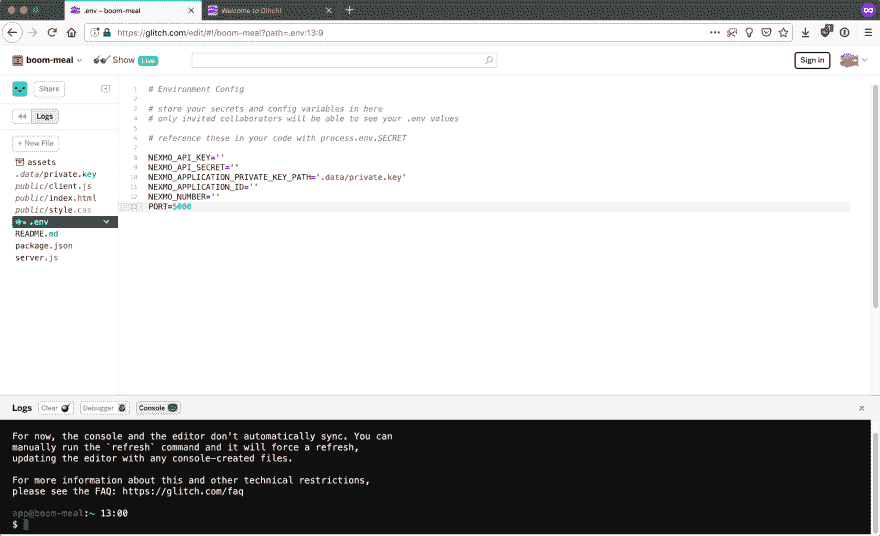 .env – boom-meal
Welcome to Glitch!
https://glitch.com/edit/#!/boom-meal?path=.env:13:9
boom-meal
Show
Live
Sign in
Share
Logs
+ New File
assets
.data/private.key
public/client.js
public/index.html
public/style.css
.env
README.md
package.json
server.js
1 # Environment Config
2
3 # store your secrets and config variables in here
4 # only invited collaborators will be able to see your .env values
5
6 # reference these in your code with process.env.SECRET
7
8 NEXMO_API_KEY=''
9 NEXMO_API_SECRET=''
10 NEXMO_APPLICATION_PRIVATE_KEY_PATH='.data/private.key'
11 NEXMO_APPLICATION_ID=''
12 NEXMO_NUMBER=''
PORT=5000
Logs
Clear
Debugger
Console
For now, the console and the editor don't automatically sync. You can
manually run the `refresh` command and it will force a refresh,
updating the editor with any console-created files.
For more information about this and other technical restrictions,
please see the FAQ: https://glitch.com/faq
app@boom-meal:~ 13:00
$